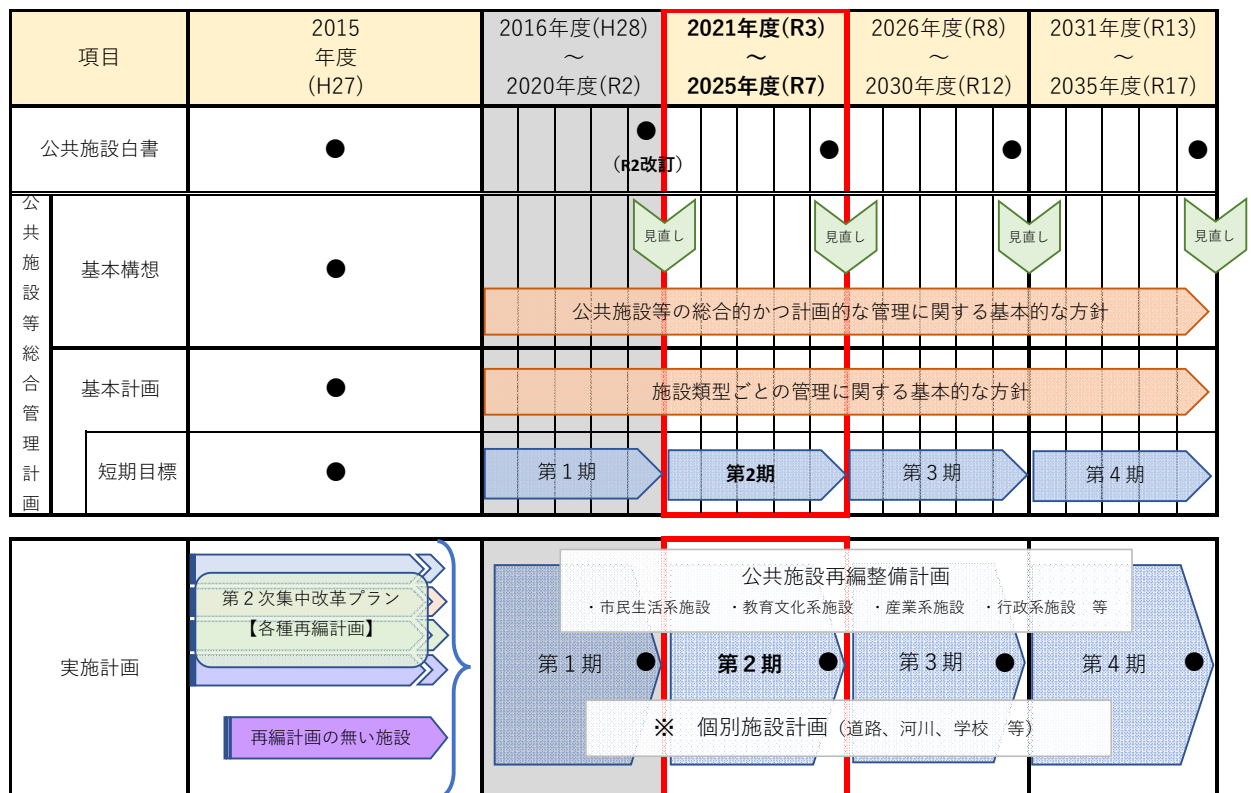 項目
2015
年度
(H27)
2016年度(H28)
～
2020年度(R2)
2021年度(R3)
～
2025年度(R7)
2026年度(R8)
～
2030年度(R12)
2031年度(R13)
～
2035年度(R17)
公共施設白書
●
●
(R2改訂)
●
●
●
公共施設等総合管理計画
基本構想
●
見直し
見直し
見直し
見直し
公共施設等の総合的かつ計画的な管理に関する基本的な方針
基本計画
●
施設類型ごとの管理に関する基本的な方針
短期目標
●
第１期
第2期
第３期
第４期
実施計画
第２次集中改革プラン
【各種再編計画】
再編計画の無い施設
公共施設再編整備計画
・市民生活系施設　・教育文化系施設　・産業系施設　・行政系施設　等
第１期
●
第２期
●
第３期
●
第４期
●
※　個別施設計画（道路、河川、学校　等）